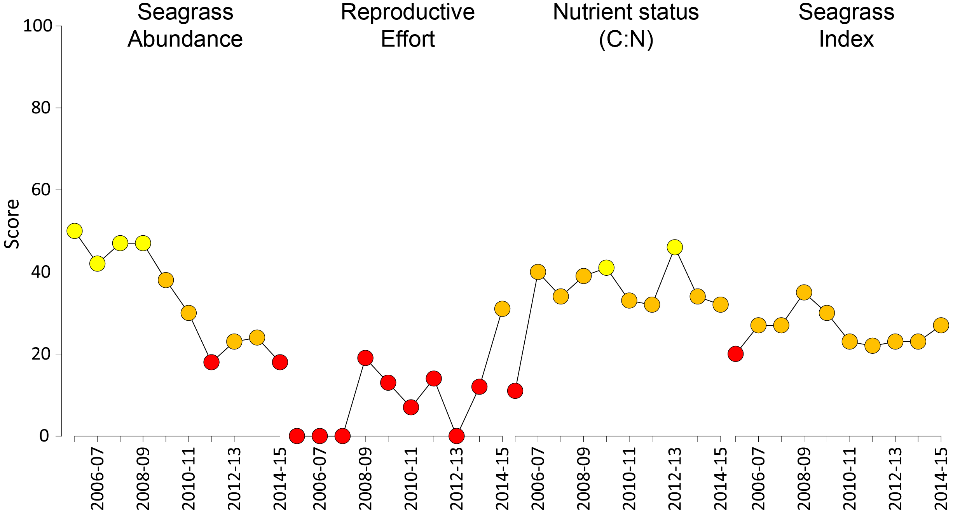 Seagrass
Abundance
Reproductive
Effort
Nutrient status
(C:N)
Seagrass
Index
100
80
60
40
20
0
Score
2006-07
2008-09
2010-11
2012-13
2014-15
2006-07
2008-09
2010-11
2012-13
2014-15
2006-07
2008-09
2010-11
2012-13
2014-15
2006-07
2008-09
2010-11
2012-13
2014-15